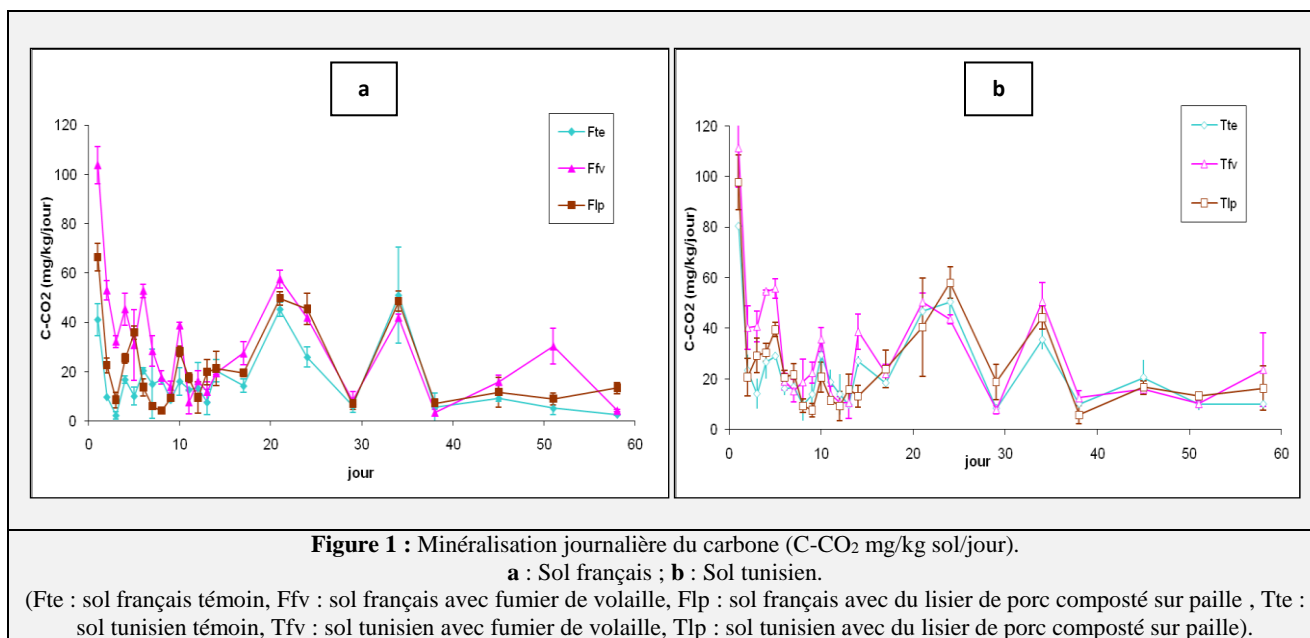 a
C-CO2 (mg/kg/jour)
120
100
80
60
40
20
0
0 10 20 30 40 50 60
jour
Fte
Ffv
Flp
b
C-CO2 (mg/kg/jour)
120
100
80
60
40
20
0
0 10 20 30 40 50 60
jour
Tte
Tfv
Tlp
Figure 1 : Minéralisation journalière du carbone (C-CO₂ mg/kg sol/jour).
a : Sol français ; b : Sol tunisien.
(Fte : sol français témoin, Ffv : sol français avec fumier de volaille, Flp : sol français avec du lisier de porc composté sur paille , Tte :
sol tunisien témoin, Tfv : sol tunisien avec fumier de volaille, Tlp : sol tunisien avec du lisier de porc composté sur paille).